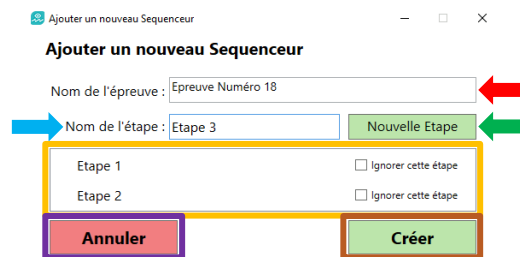 Ajouter un nouveau Sequenceur
Ajouter un nouveau Sequenceur
Nom de l'épreuve : Epreuve Numéro 18
Nom de l'étape : Etape 3 Nouvelle Etape
Etape 1 Ignorer cette étape
Etape 2 Ignorer cette étape
Annuler Créer